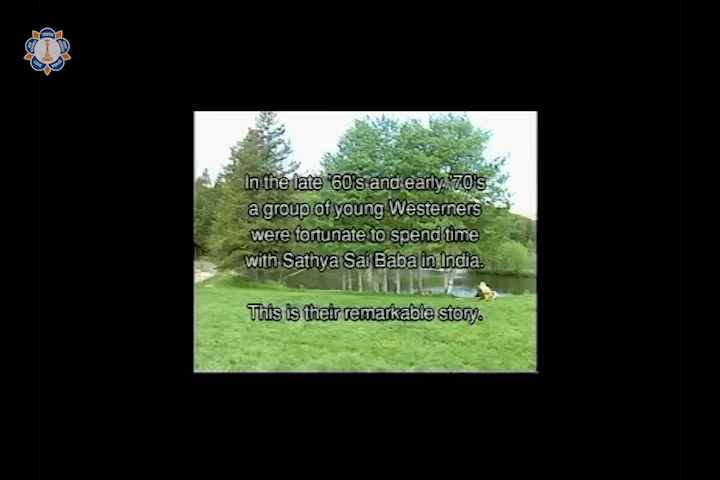 In the late '60's and early '70's
a group of young Westerners
were fortunate to spend time
with Sathya Sai Baba in India.
This is their remarkable story.